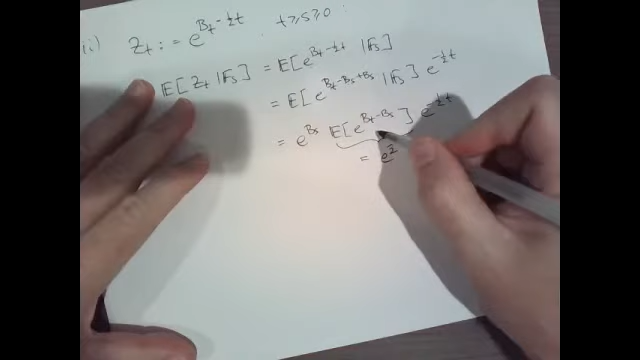 (ii) Z_t := e^{B_t - ½t} t ≥ s ≥ 0 :
E[Z_t | F_s] = E[e^{B_t - ½t} | F_s]
= E[e^{B_t - B_s + B_s} | F_s] e^{-½t}
= e^{B_s} E[e^{B_t - B_s}] e^{-½t}
= e^{½